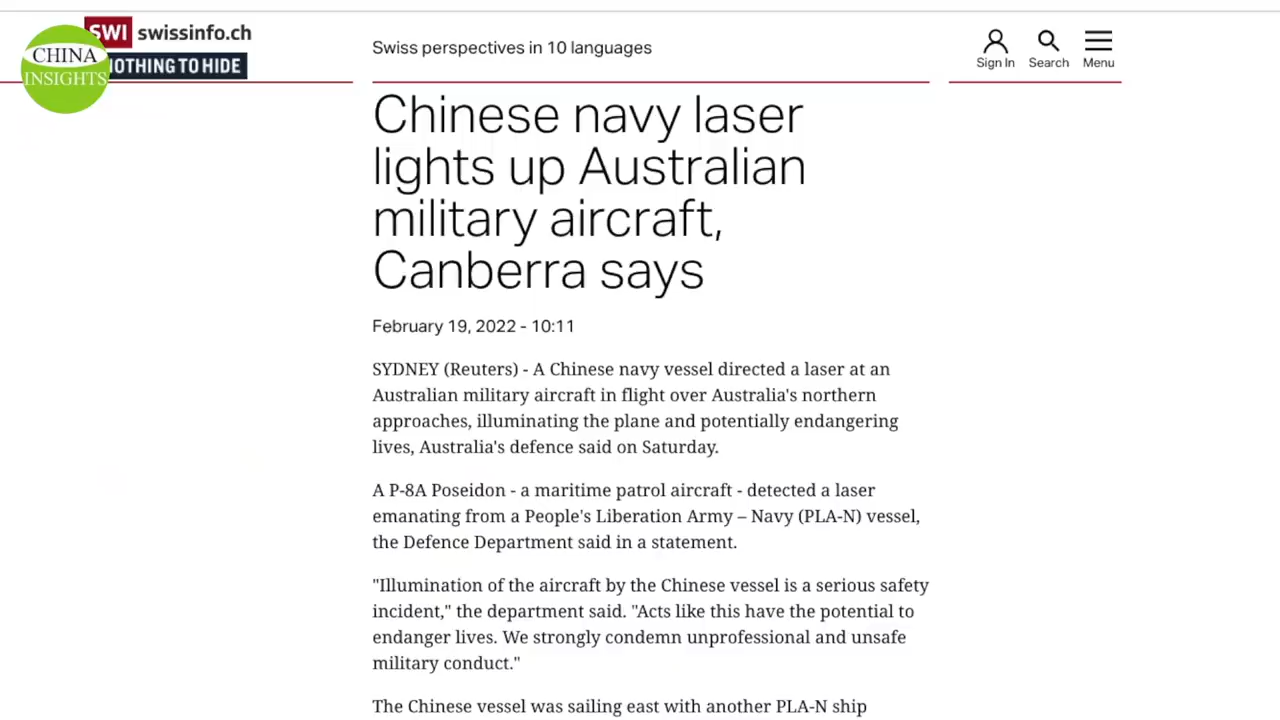 SWI swissinfo.ch
CHINA
INSIGHTS
NOTHING TO HIDE
Swiss perspectives in 10 languages
Sign In
Search
Menu
Chinese navy laser
lights up Australian
military aircraft,
Canberra says
February 19, 2022 - 10:11
SYDNEY (Reuters) - A Chinese navy vessel directed a laser at an
Australian military aircraft in flight over Australia's northern
approaches, illuminating the plane and potentially endangering
lives, Australia's defence said on Saturday.
A P-8A Poseidon - a maritime patrol aircraft - detected a laser
emanating from a People's Liberation Army – Navy (PLA-N) vessel,
the Defence Department said in a statement.
"Illumination of the aircraft by the Chinese vessel is a serious safety
incident," the department said. "Acts like this have the potential to
endanger lives. We strongly condemn unprofessional and unsafe
military conduct."
The Chinese vessel was sailing east with another PLA-N ship